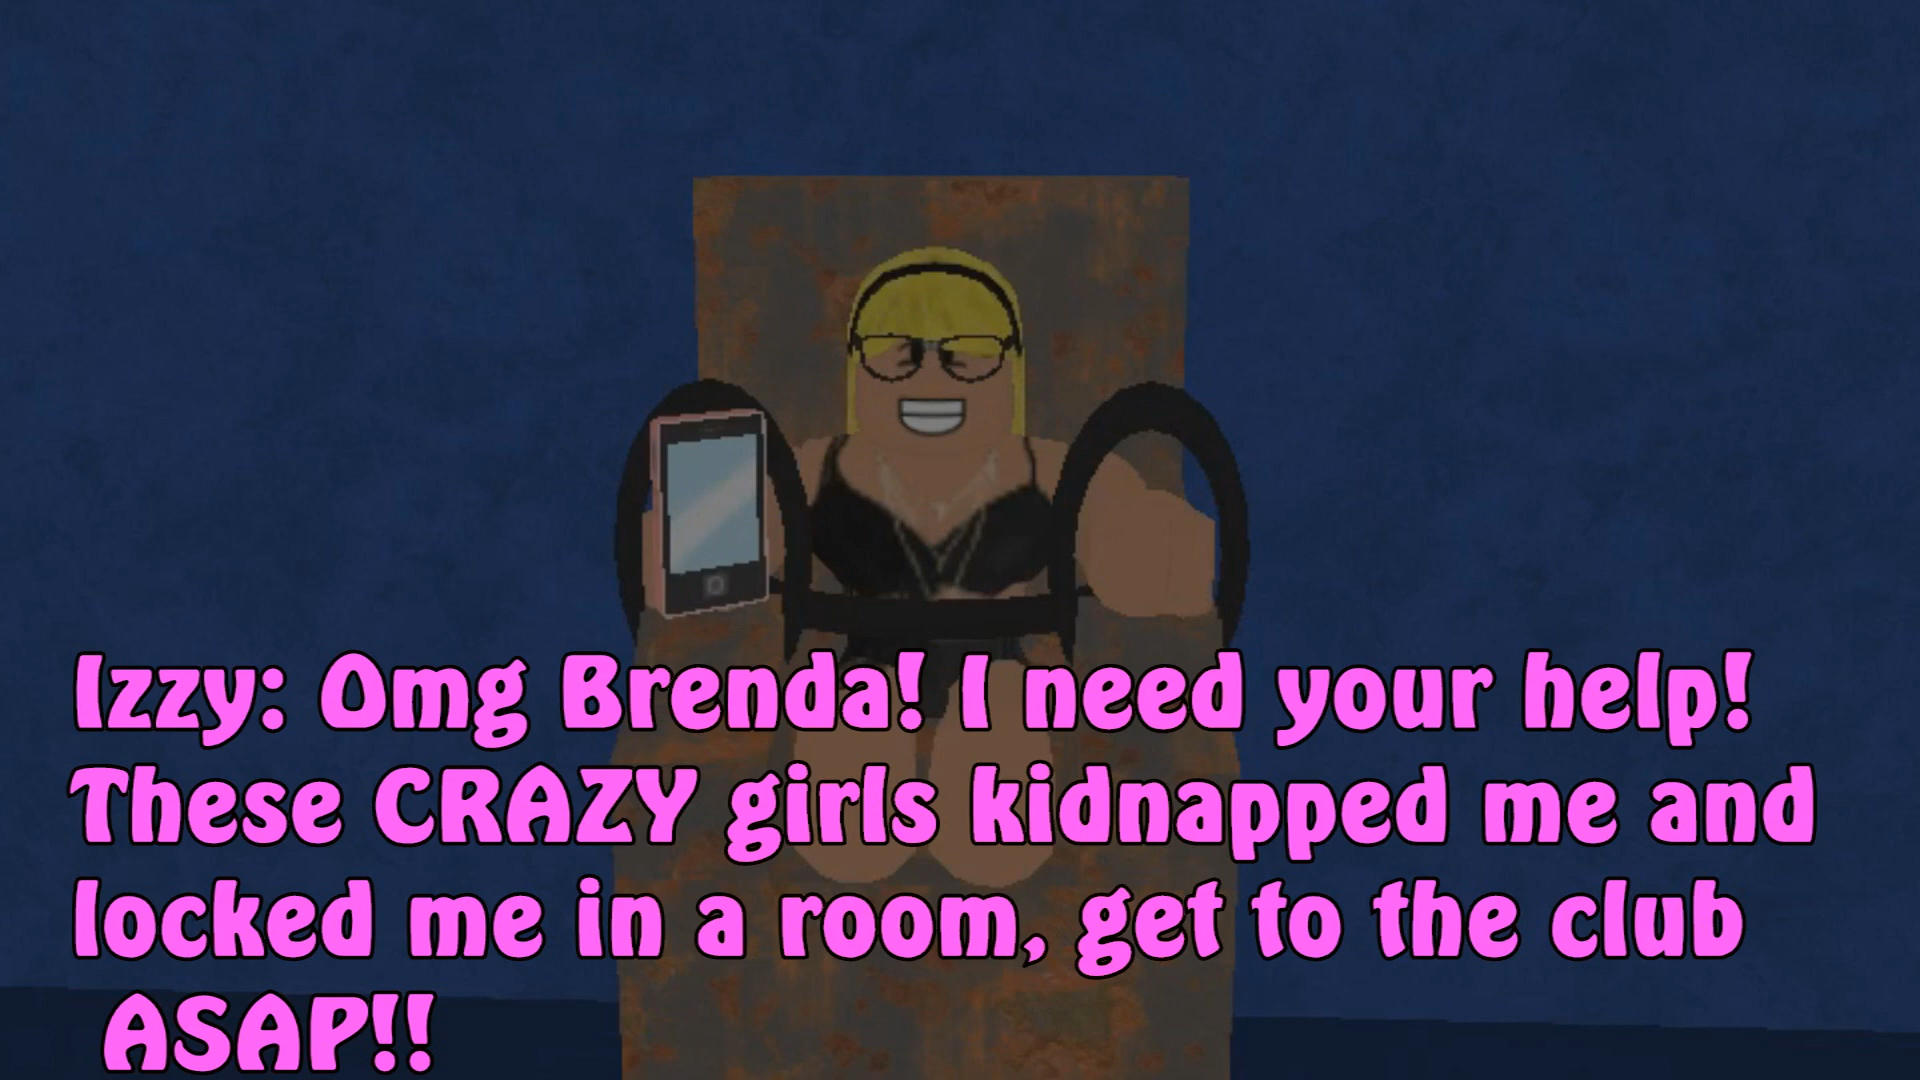 Izzy: Omg Brenda! I need your help!
These CRAZY girls kidnapped me and
locked me in a room, get to the club
ASAP!!